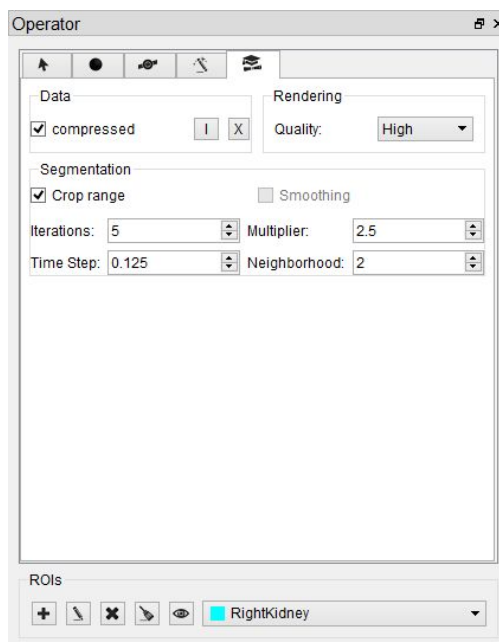 Operator
Data
Rendering
compressed
I
X
Quality:
High
Segmentation
Crop range
Smoothing
Iterations: 5
Multiplier: 2.5
Time Step: 0.125
Neighborhood: 2
ROIs
RightKidney